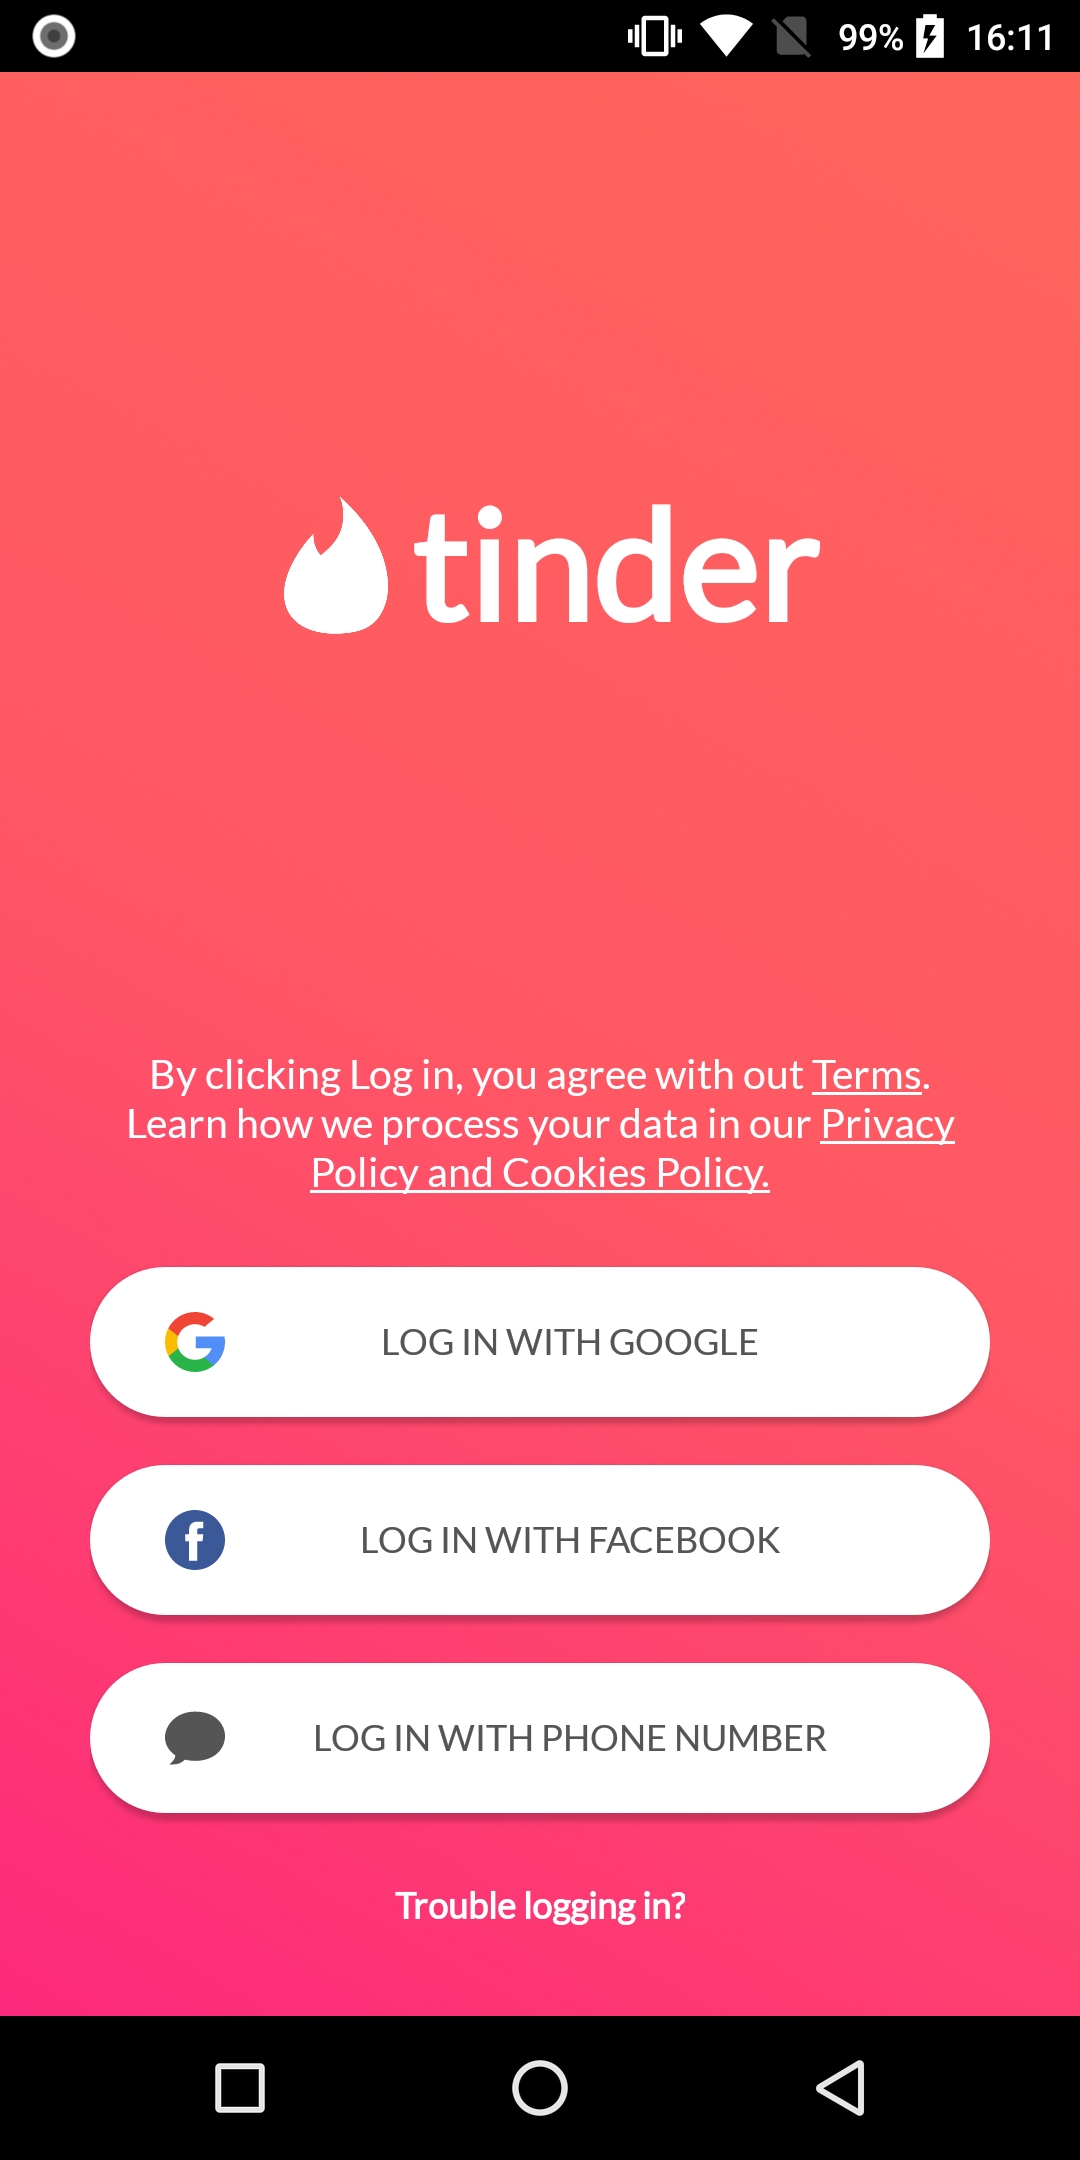 99% 16:11
tinder
By clicking Log in, you agree with out Terms.
Learn how we process your data in our Privacy
Policy and Cookies Policy.
LOG IN WITH GOOGLE
LOG IN WITH FACEBOOK
LOG IN WITH PHONE NUMBER
Trouble logging in?